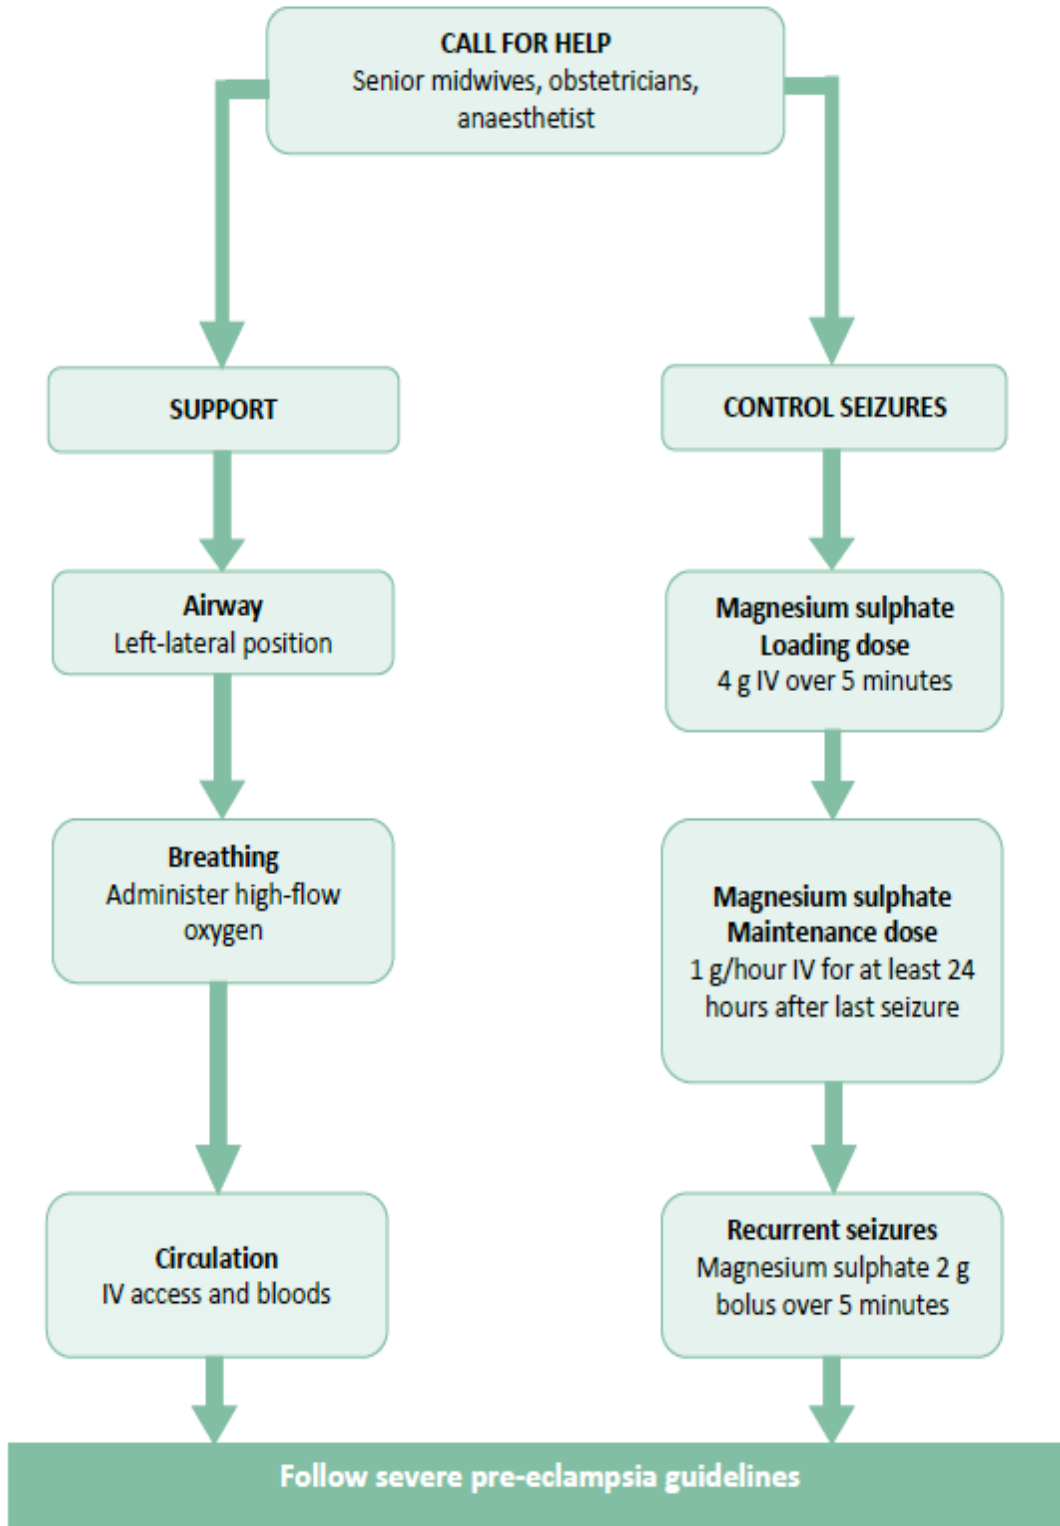 CALL FOR HELP
Senior midwives, obstetricians,
anaesthetist
SUPPORT
Airway
Left-lateral position
Breathing
Administer high-flow
oxygen
Circulation
IV access and bloods
CONTROL SEIZURES
Magnesium sulphate
Loading dose
4 g IV over 5 minutes
Magnesium sulphate
Maintenance dose
1 g/hour IV for at least 24
hours after last seizure
Recurrent seizures
Magnesium sulphate 2 g
bolus over 5 minutes
Follow severe pre-eclampsia guidelines